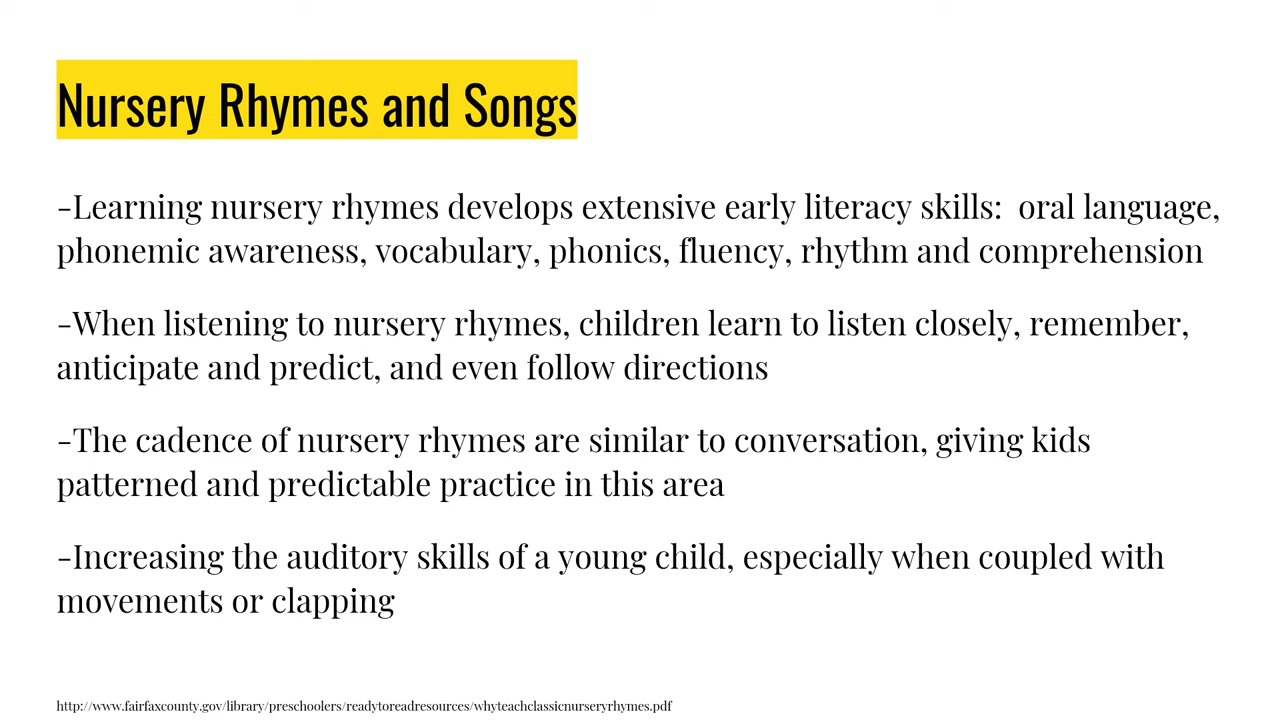 Nursery Rhymes and Songs
-Learning nursery rhymes develops extensive early literacy skills:  oral language,
phonemic awareness, vocabulary, phonics, fluency, rhythm and comprehension
-When listening to nursery rhymes, children learn to listen closely, remember,
anticipate and predict, and even follow directions
-The cadence of nursery rhymes are similar to conversation, giving kids
patterned and predictable practice in this area
-Increasing the auditory skills of a young child, especially when coupled with
movements or clapping
http://www.fairfaxcounty.gov/library/preschoolers/readytoreadresources/whyteachclassicnurseryrhymes.pdf